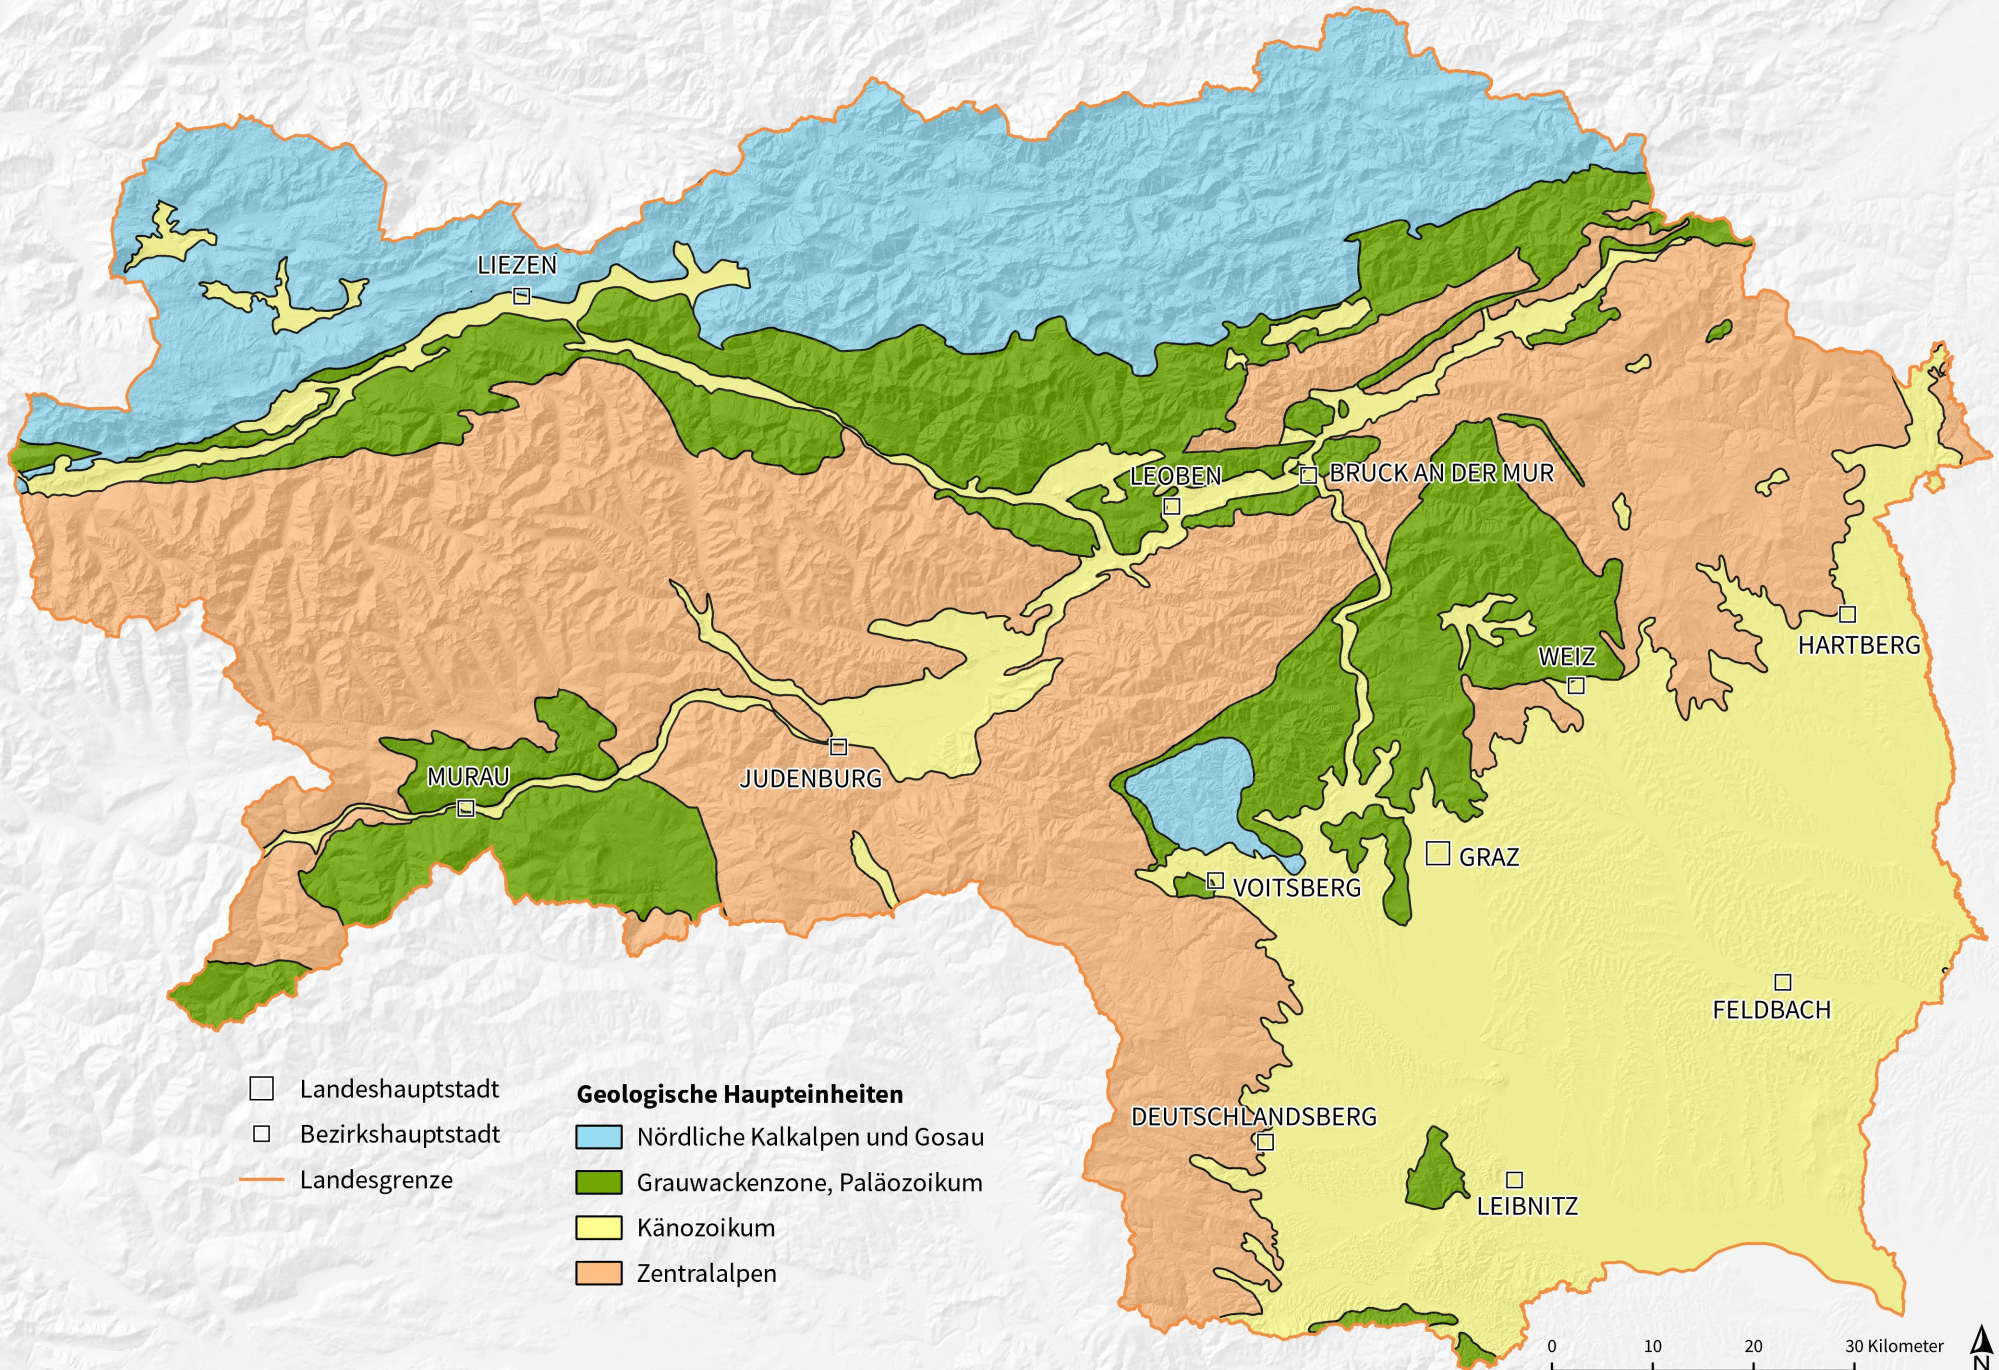 LIEZEN
LEOBEN
BRUCK AN DER MUR
HARTBERG
WEIZ
MURAU
JUDENBURG
GRAZ
VOITSBERG
FELDBACH
DEUTSCHLANDSBERG
LEIBNITZ
Landeshauptstadt
Bezirkshauptstadt
Landesgrenze
Geologische Haupteinheiten
Nördliche Kalkalpen und Gosau
Grauwackenzone, Paläozoikum
Känozoikum
Zentralalpen
0 10 20 30 Kilometer
N